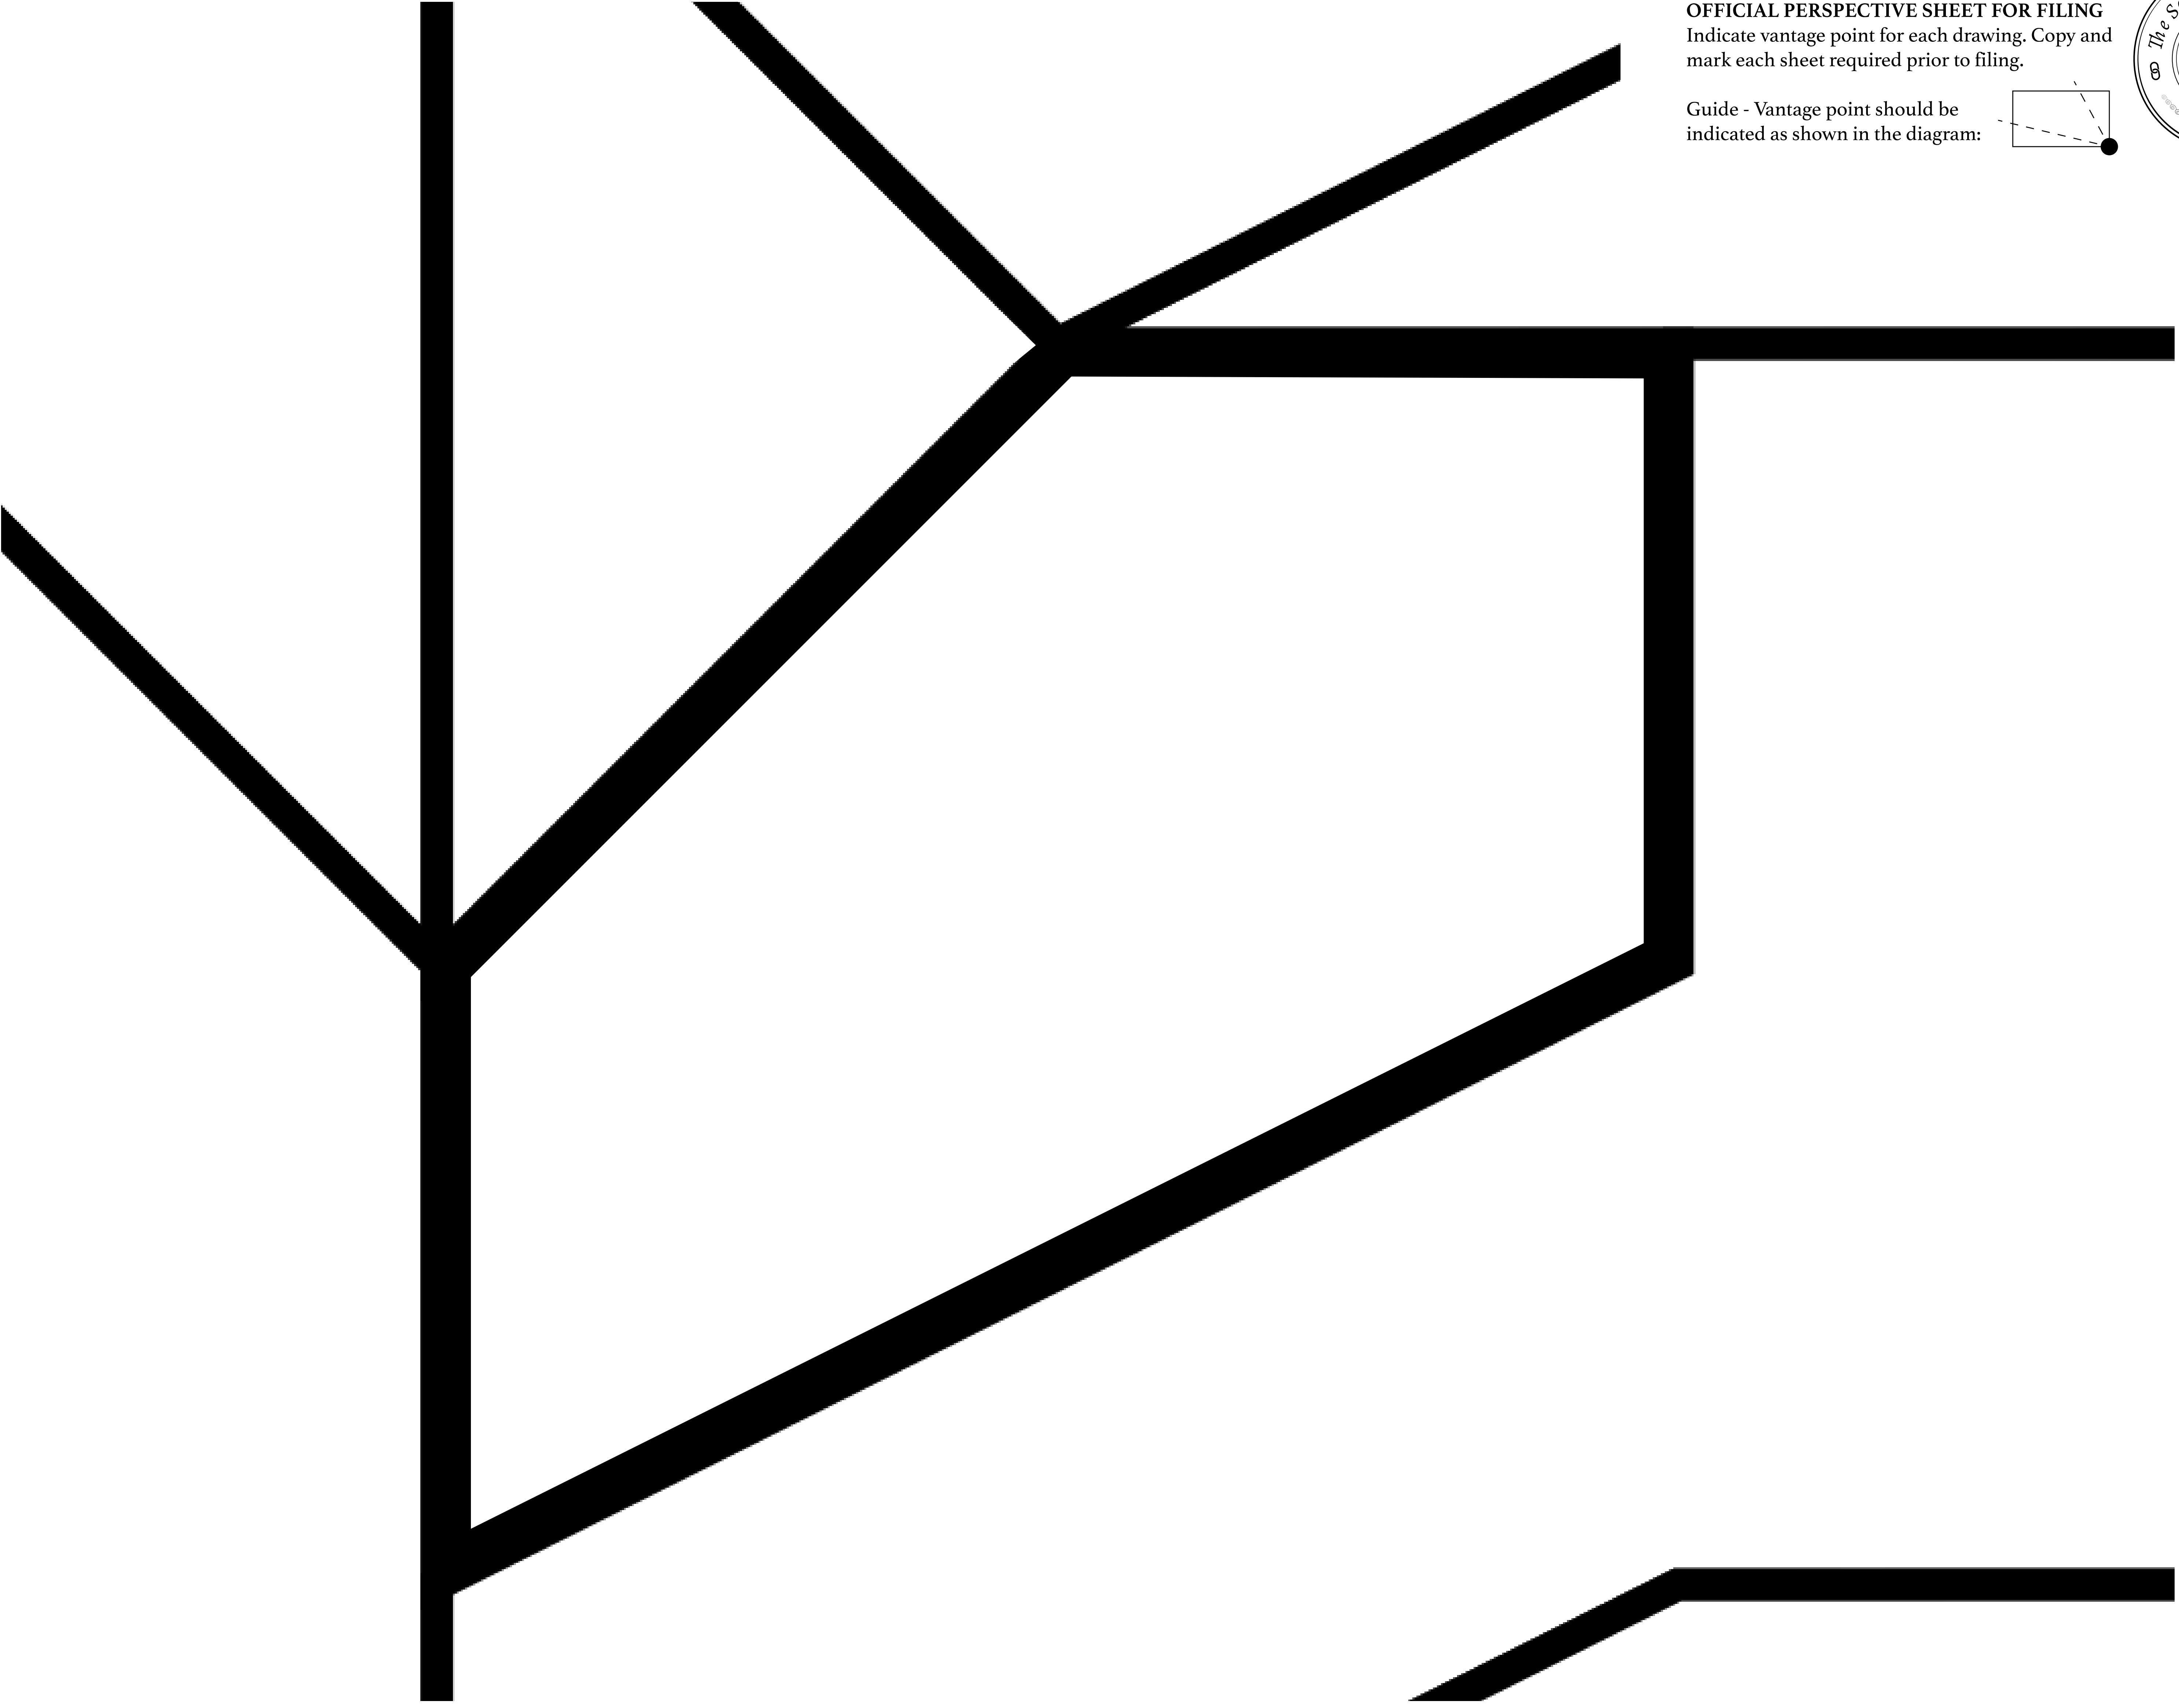 OFFICIAL PERSPECTIVE SHEET FOR FILING
Indicate vantage point for each drawing. Copy and
mark each sheet required prior to filing.
Guide - Vantage point should be
indicated as shown in the diagram:
The